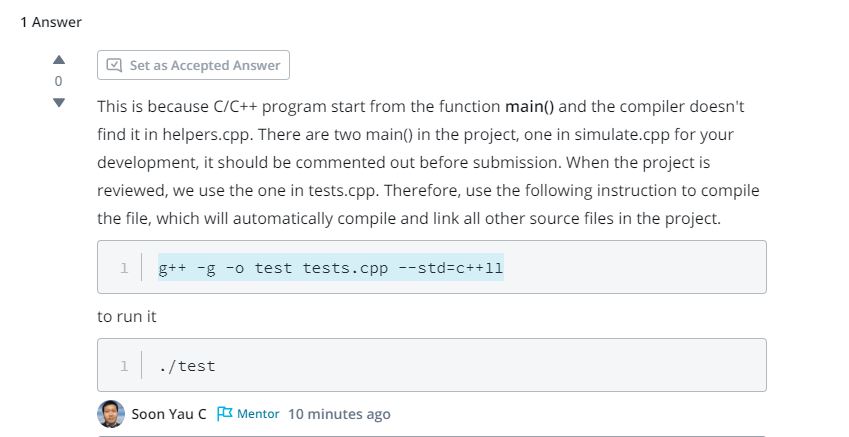 1 Answer
Set as Accepted Answer
0
This is because C/C++ program start from the function main() and the compiler doesn't
find it in helpers.cpp. There are two main() in the project, one in simulate.cpp for your
development, it should be commented out before submission. When the project is
reviewed, we use the one in tests.cpp. Therefore, use the following instruction to compile
the file, which will automatically compile and link all other source files in the project.
1 g++ -g -o test tests.cpp --std=c++11
to run it
1 ./test
Soon Yau C Mentor 10 minutes ago